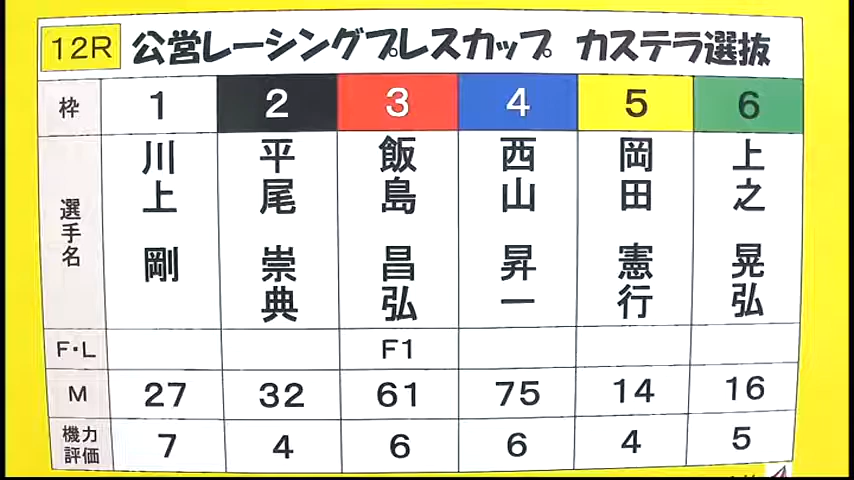 12R 公営レーシングプレスカップ カステラ選抜
枠 1 2 3 4 5 6
選手名 川上 剛 平尾 崇典 飯島 昌弘 西山 昇一 岡田 憲行 上之 晃弘
F・L F1
M 27 32 61 75 14 16
機力評価 7 4 6 6 4 5